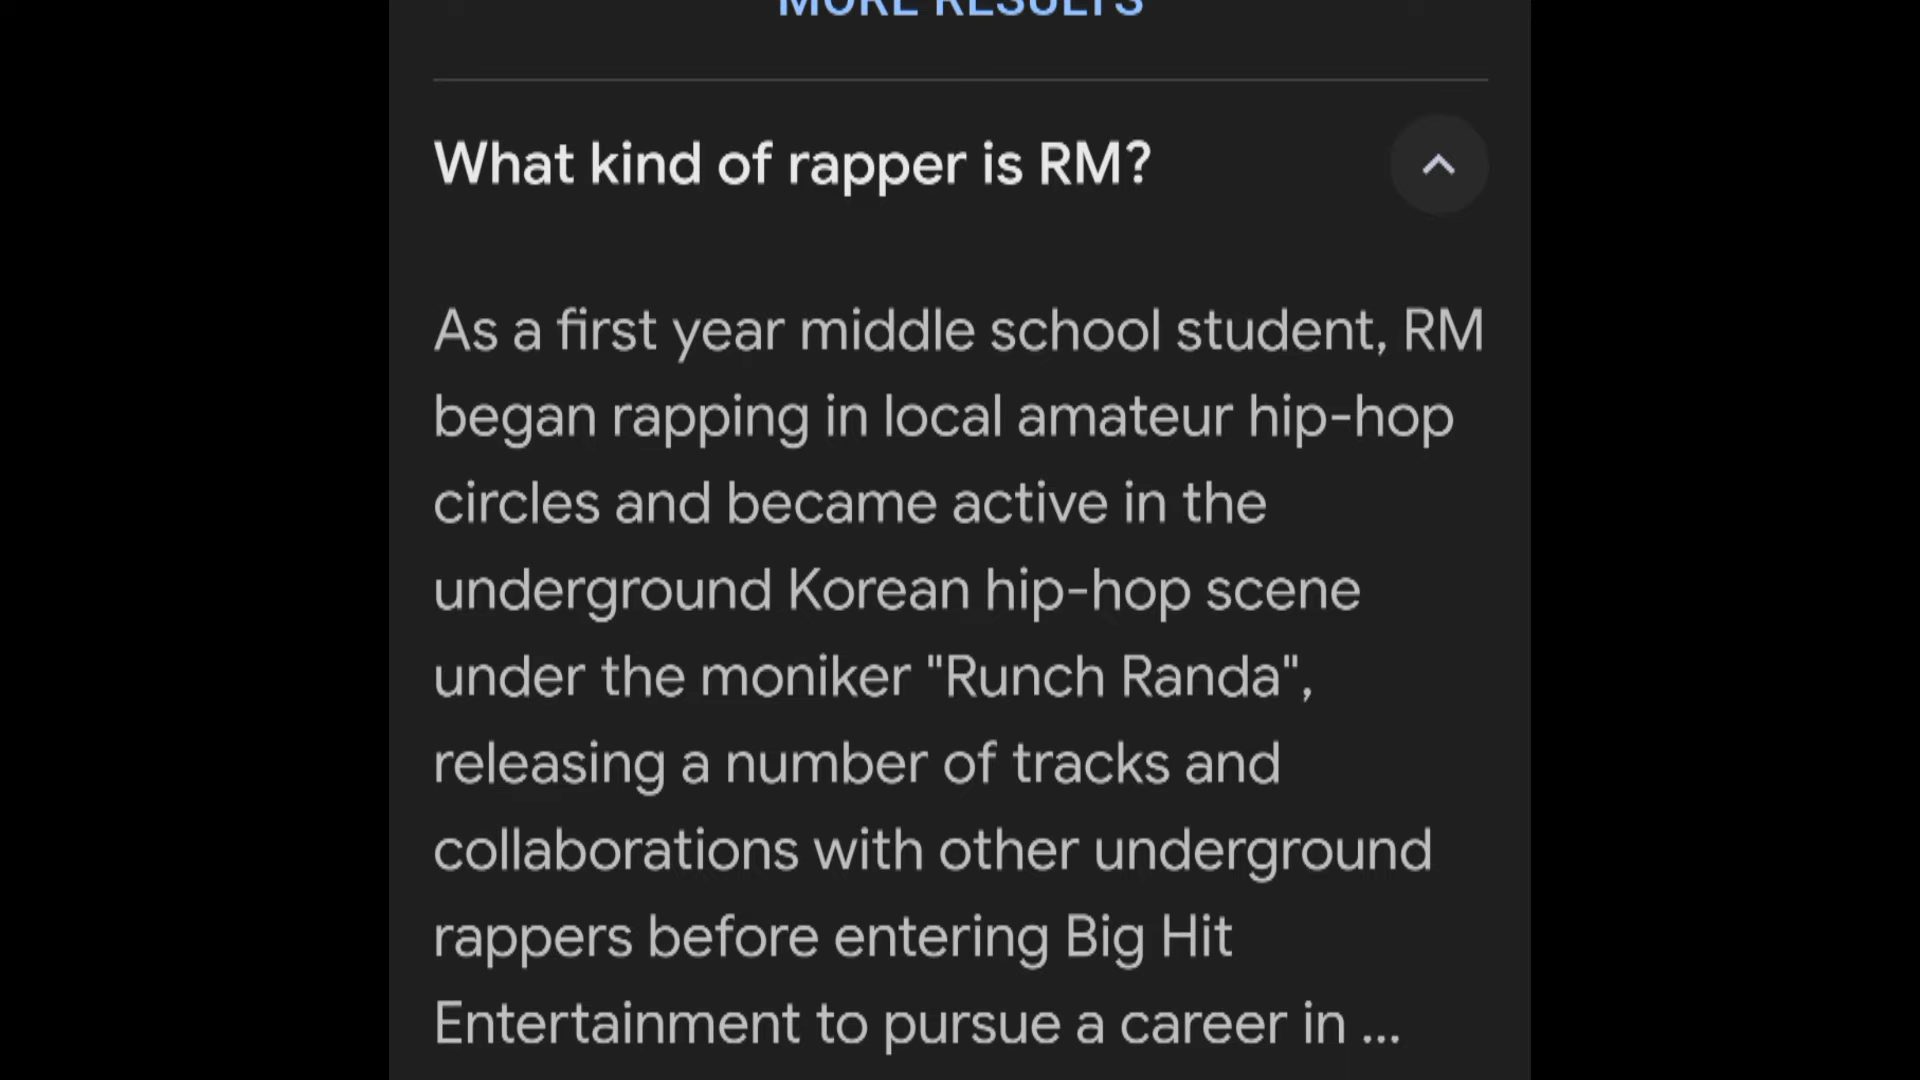 MORE RESULTS
What kind of rapper is RM?
As a first year middle school student, RM
began rapping in local amateur hip-hop
circles and became active in the
underground Korean hip-hop scene
under the moniker "Runch Randa",
releasing a number of tracks and
collaborations with other underground
rappers before entering Big Hit
Entertainment to pursue a career in ...